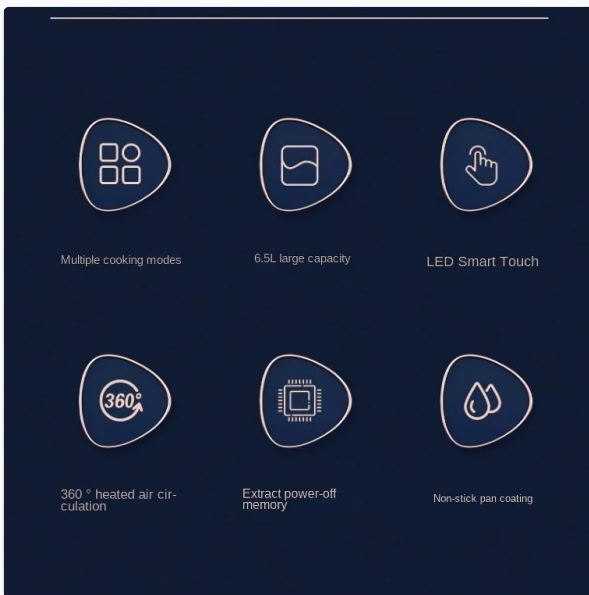 Multiple cooking modes
6.5L large capacity
LED Smart Touch
360°
360 ° heated air cir-
culation
Extract power-off
memory
Non-stick pan coating